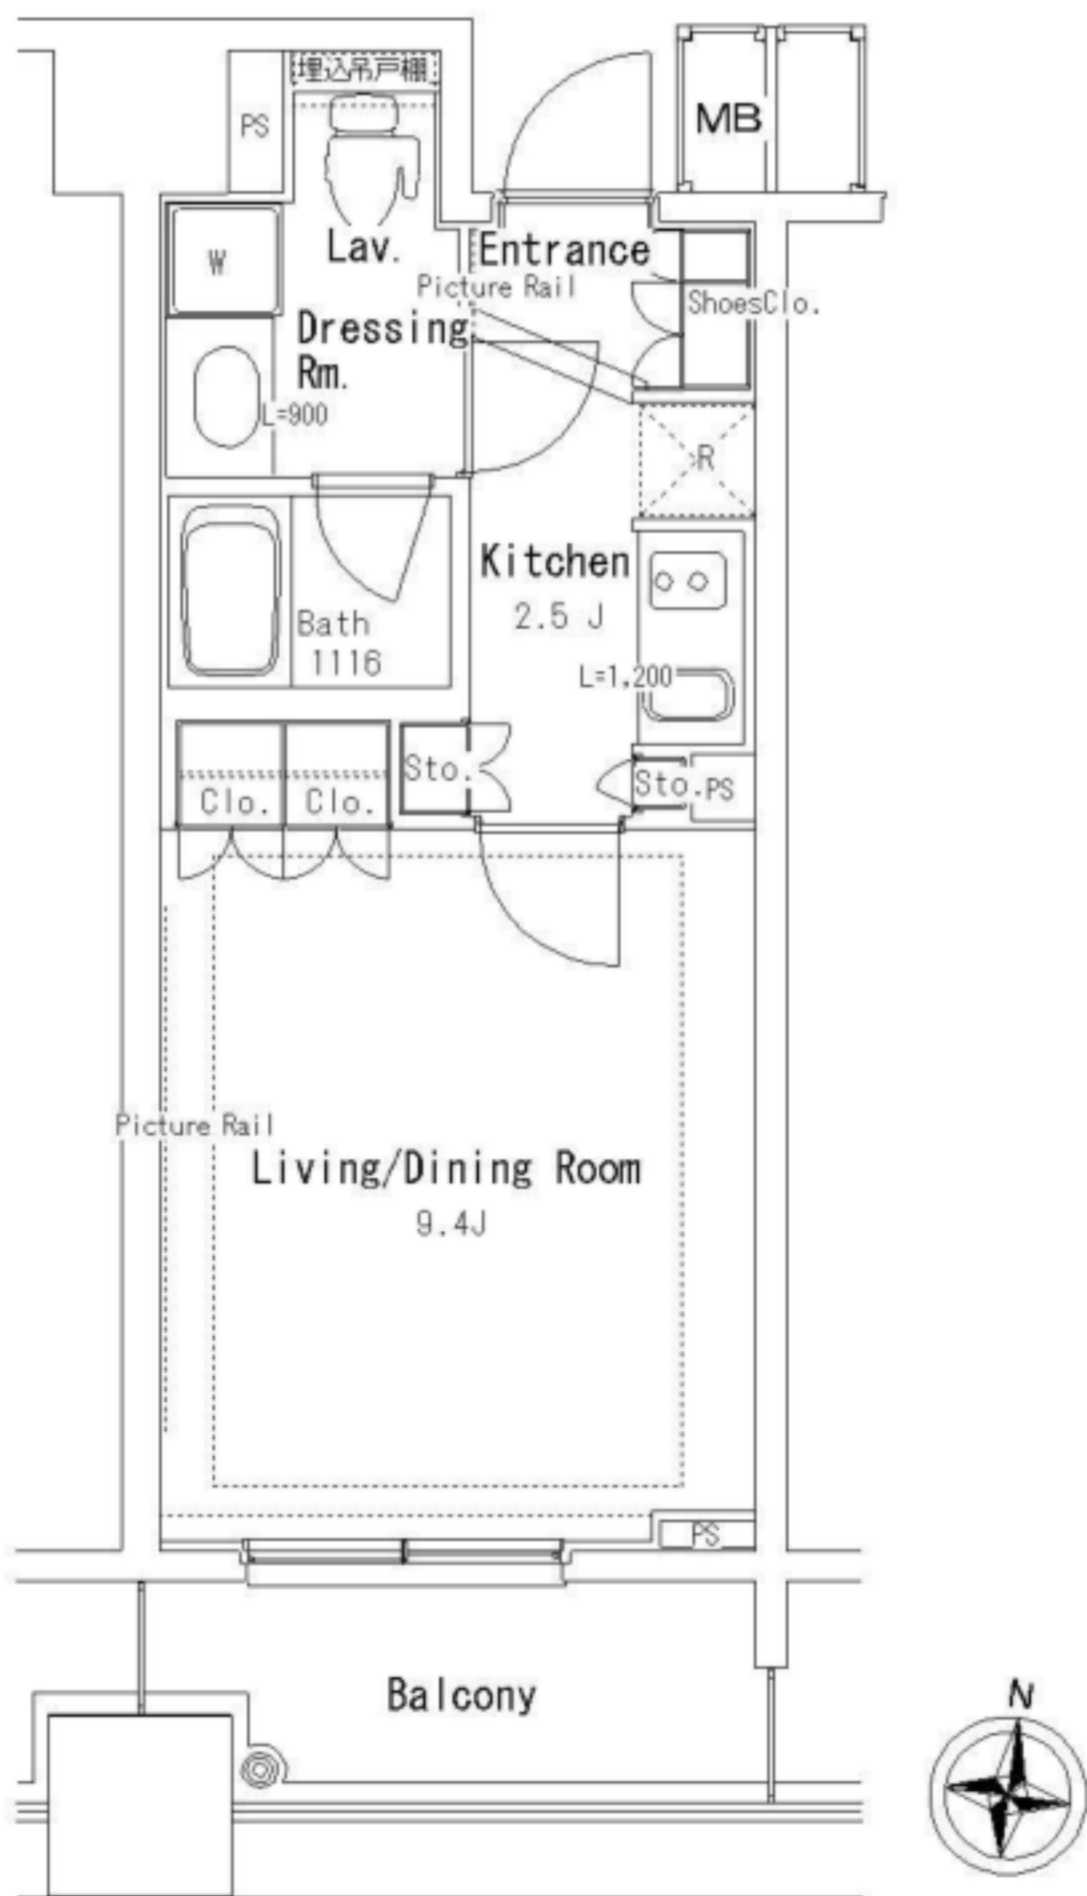 埋込吊戸棚
PS
MB
W
Lav.
Entrance
Picture Rail
ShoesClo.
Dressing
Rm.
L=900
R
Kitchen
2.5 J
Bath
1116
L=1,200
Sto.
Sto.
PS
Clo.
Clo.
Picture Rail
Living/Dining Room
9.4J
PS
Balcony
N